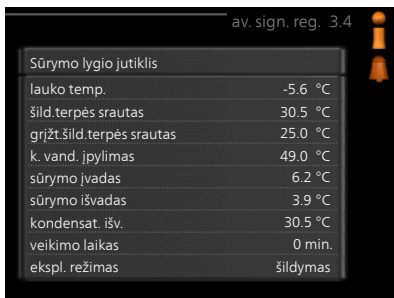 av. sign. reg. 3.4
Sūrymo lygio jutiklis
lauko temp. -5.6 °C
šild.terpės srautas 30.5 °C
grįžt.šild.terpės srautas 25.0 °C
k. vand. įpylimas 49.0 °C
sūrymo įvadas 6.2 °C
sūrymo išvadas 3.9 °C
kondensat. išv. 30.5 °C
veikimo laikas 0 min.
ekspl. režimas šildymas